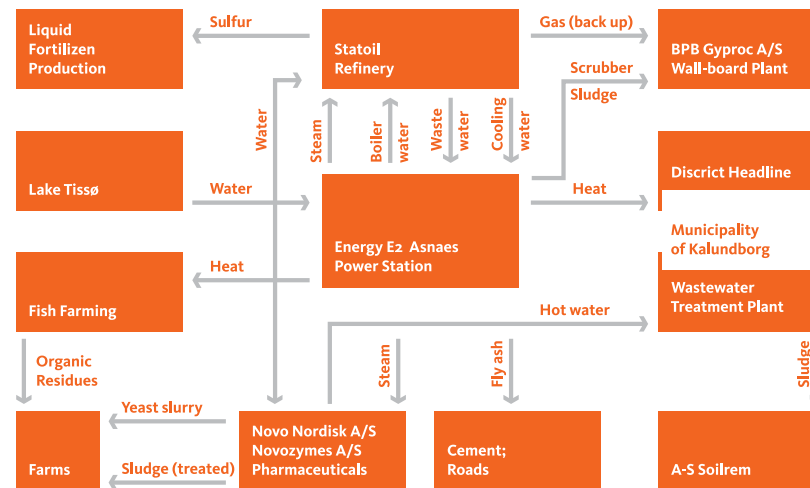 Liquid
Fortilizen
Production
Sulfur
Statoil
Refinery
Gas (back up)
BPB Gyproc A/S
Wall-board Plant
Scrubber
Sludge
Water
Steam
Boiler
water
Waste
water
Cooling
water
Lake Tissø
Water
Energy E2 Asnaes
Power Station
Heat
Discrict Headline
Municipality
of Kalundborg
Wastewater
Treatment Plant
Fish Farming
Heat
Hot water
Organic
Residues
Steam
Fly ash
Sludge
Yeast slurry
Farms
Sludge (treated)
Novo Nordisk A/S
Novozymes A/S
Pharmaceuticals
Cement;
Roads
A-S Soilrem